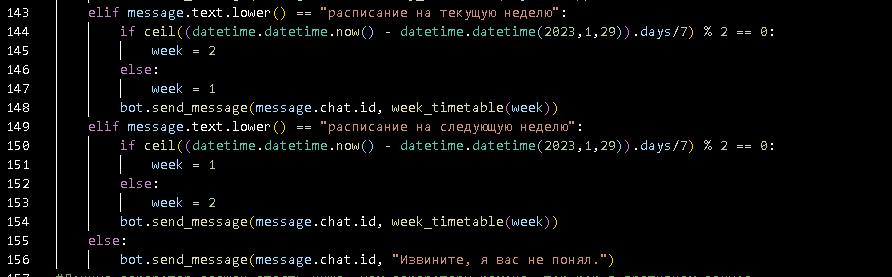 143 elif message.text.lower() == "расписание на текущую неделю":
144 if ceil((datetime.datetime.now() - datetime.datetime(2023,1,29)).days/7) % 2 == 0:
145 week = 2
146 else:
147 week = 1
148 bot.send_message(message.chat.id, week_timetable(week))
149 elif message.text.lower() == "расписание на следующую неделю":
150 if ceil((datetime.datetime.now() - datetime.datetime(2023,1,29)).days/7) % 2 == 0:
151 week = 1
152 else:
153 week = 2
154 bot.send_message(message.chat.id, week_timetable(week))
155 else:
156 bot.send_message(message.chat.id, "Извините, я вас не понял.")